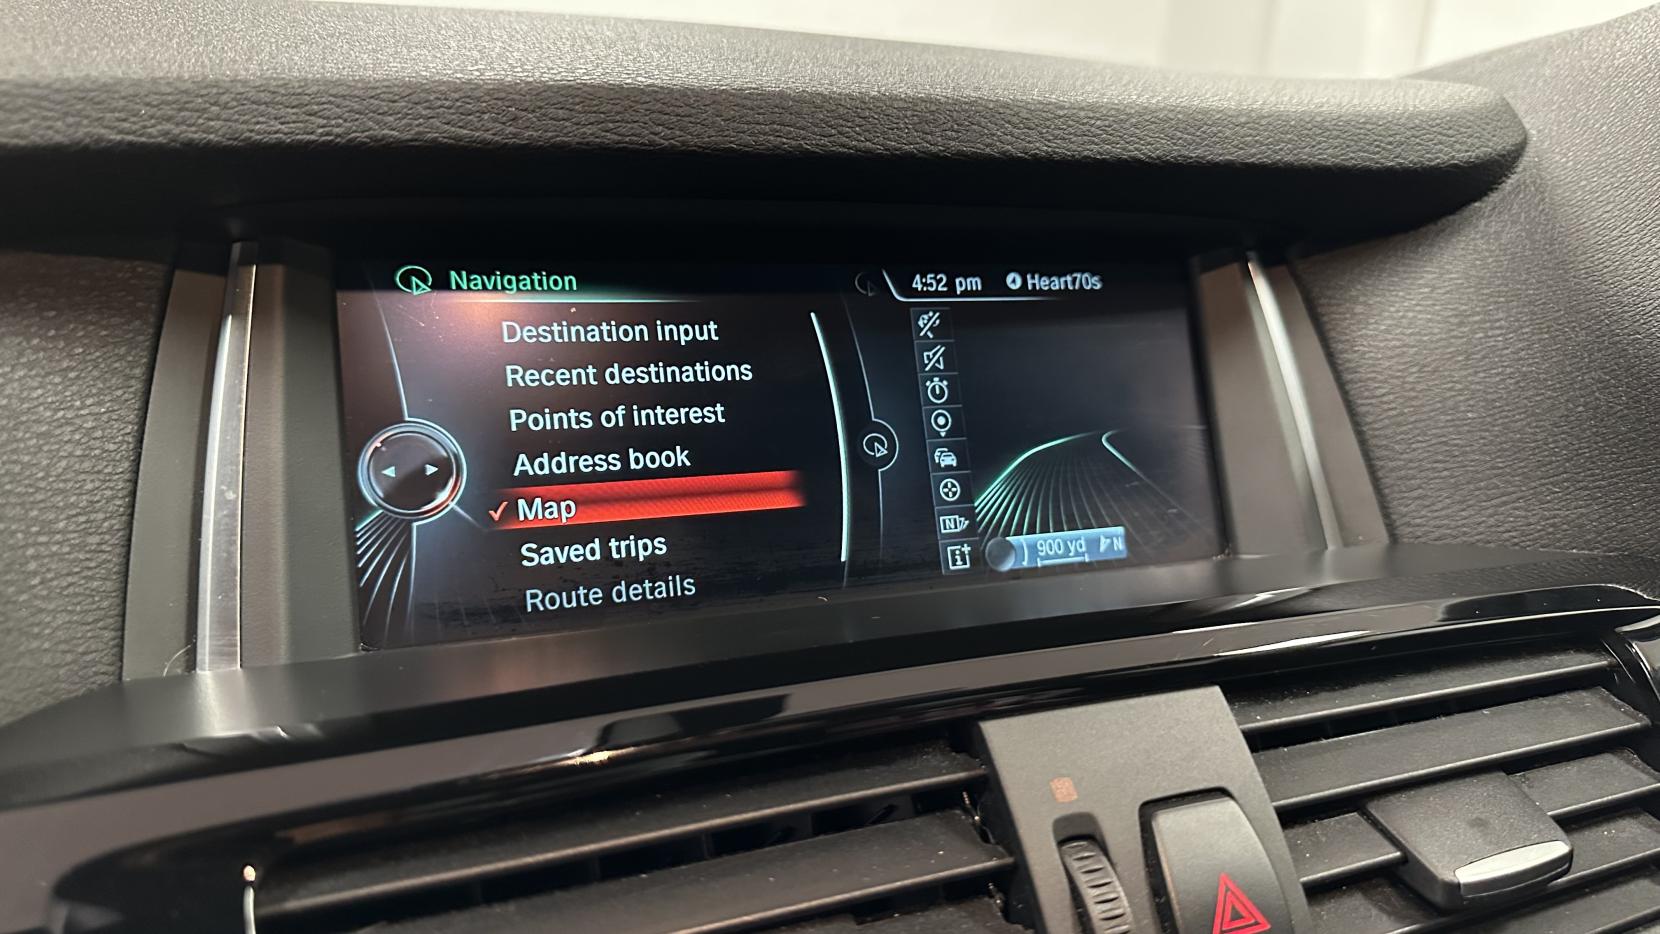 Navigation
4:52 pm Heart70s
Destination input
Recent destinations
Points of interest
Address book
Map
Saved trips
Route details
900 yd N